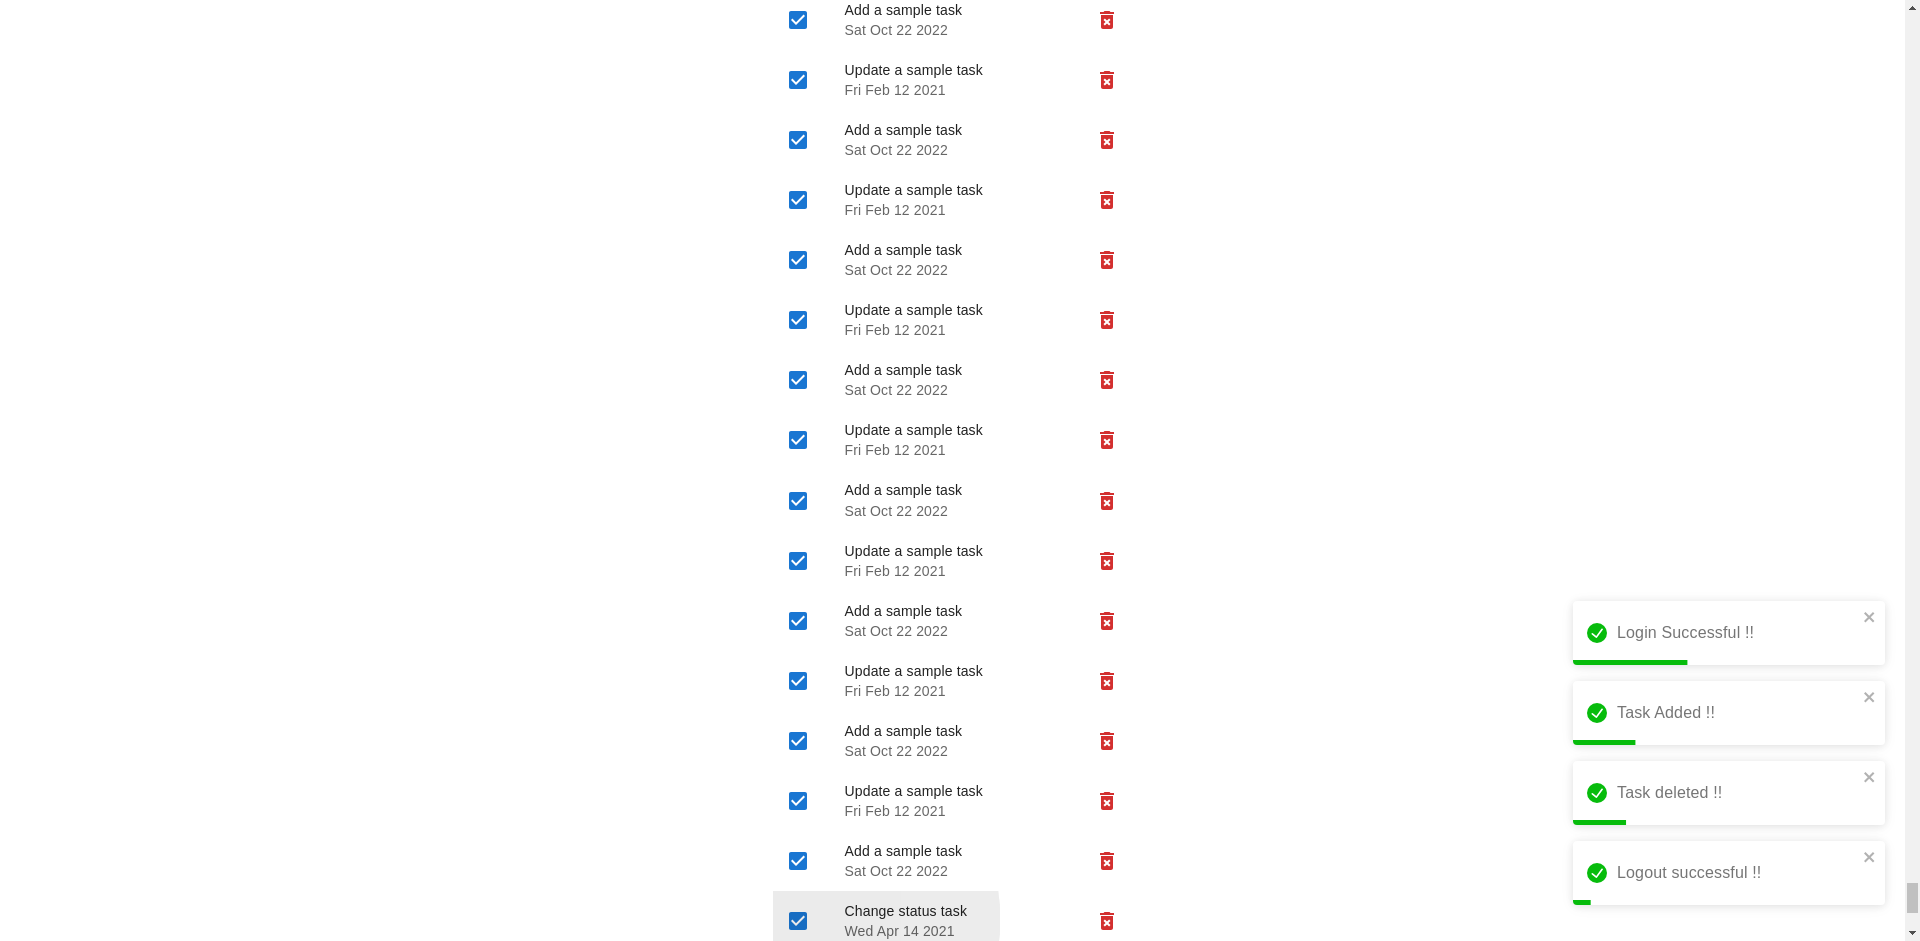 Add a sample task
Sat Oct 22 2022
Update a sample task
Fri Feb 12 2021
Add a sample task
Sat Oct 22 2022
Update a sample task
Fri Feb 12 2021
Add a sample task
Sat Oct 22 2022
Update a sample task
Fri Feb 12 2021
Add a sample task
Sat Oct 22 2022
Update a sample task
Fri Feb 12 2021
Add a sample task
Sat Oct 22 2022
Update a sample task
Fri Feb 12 2021
Add a sample task
Sat Oct 22 2022
Update a sample task
Fri Feb 12 2021
Add a sample task
Sat Oct 22 2022
Update a sample task
Fri Feb 12 2021
Add a sample task
Sat Oct 22 2022
Change status task
Wed Apr 14 2021
Login Successful !!
Task Added !!
Task deleted !!
Logout successful !!